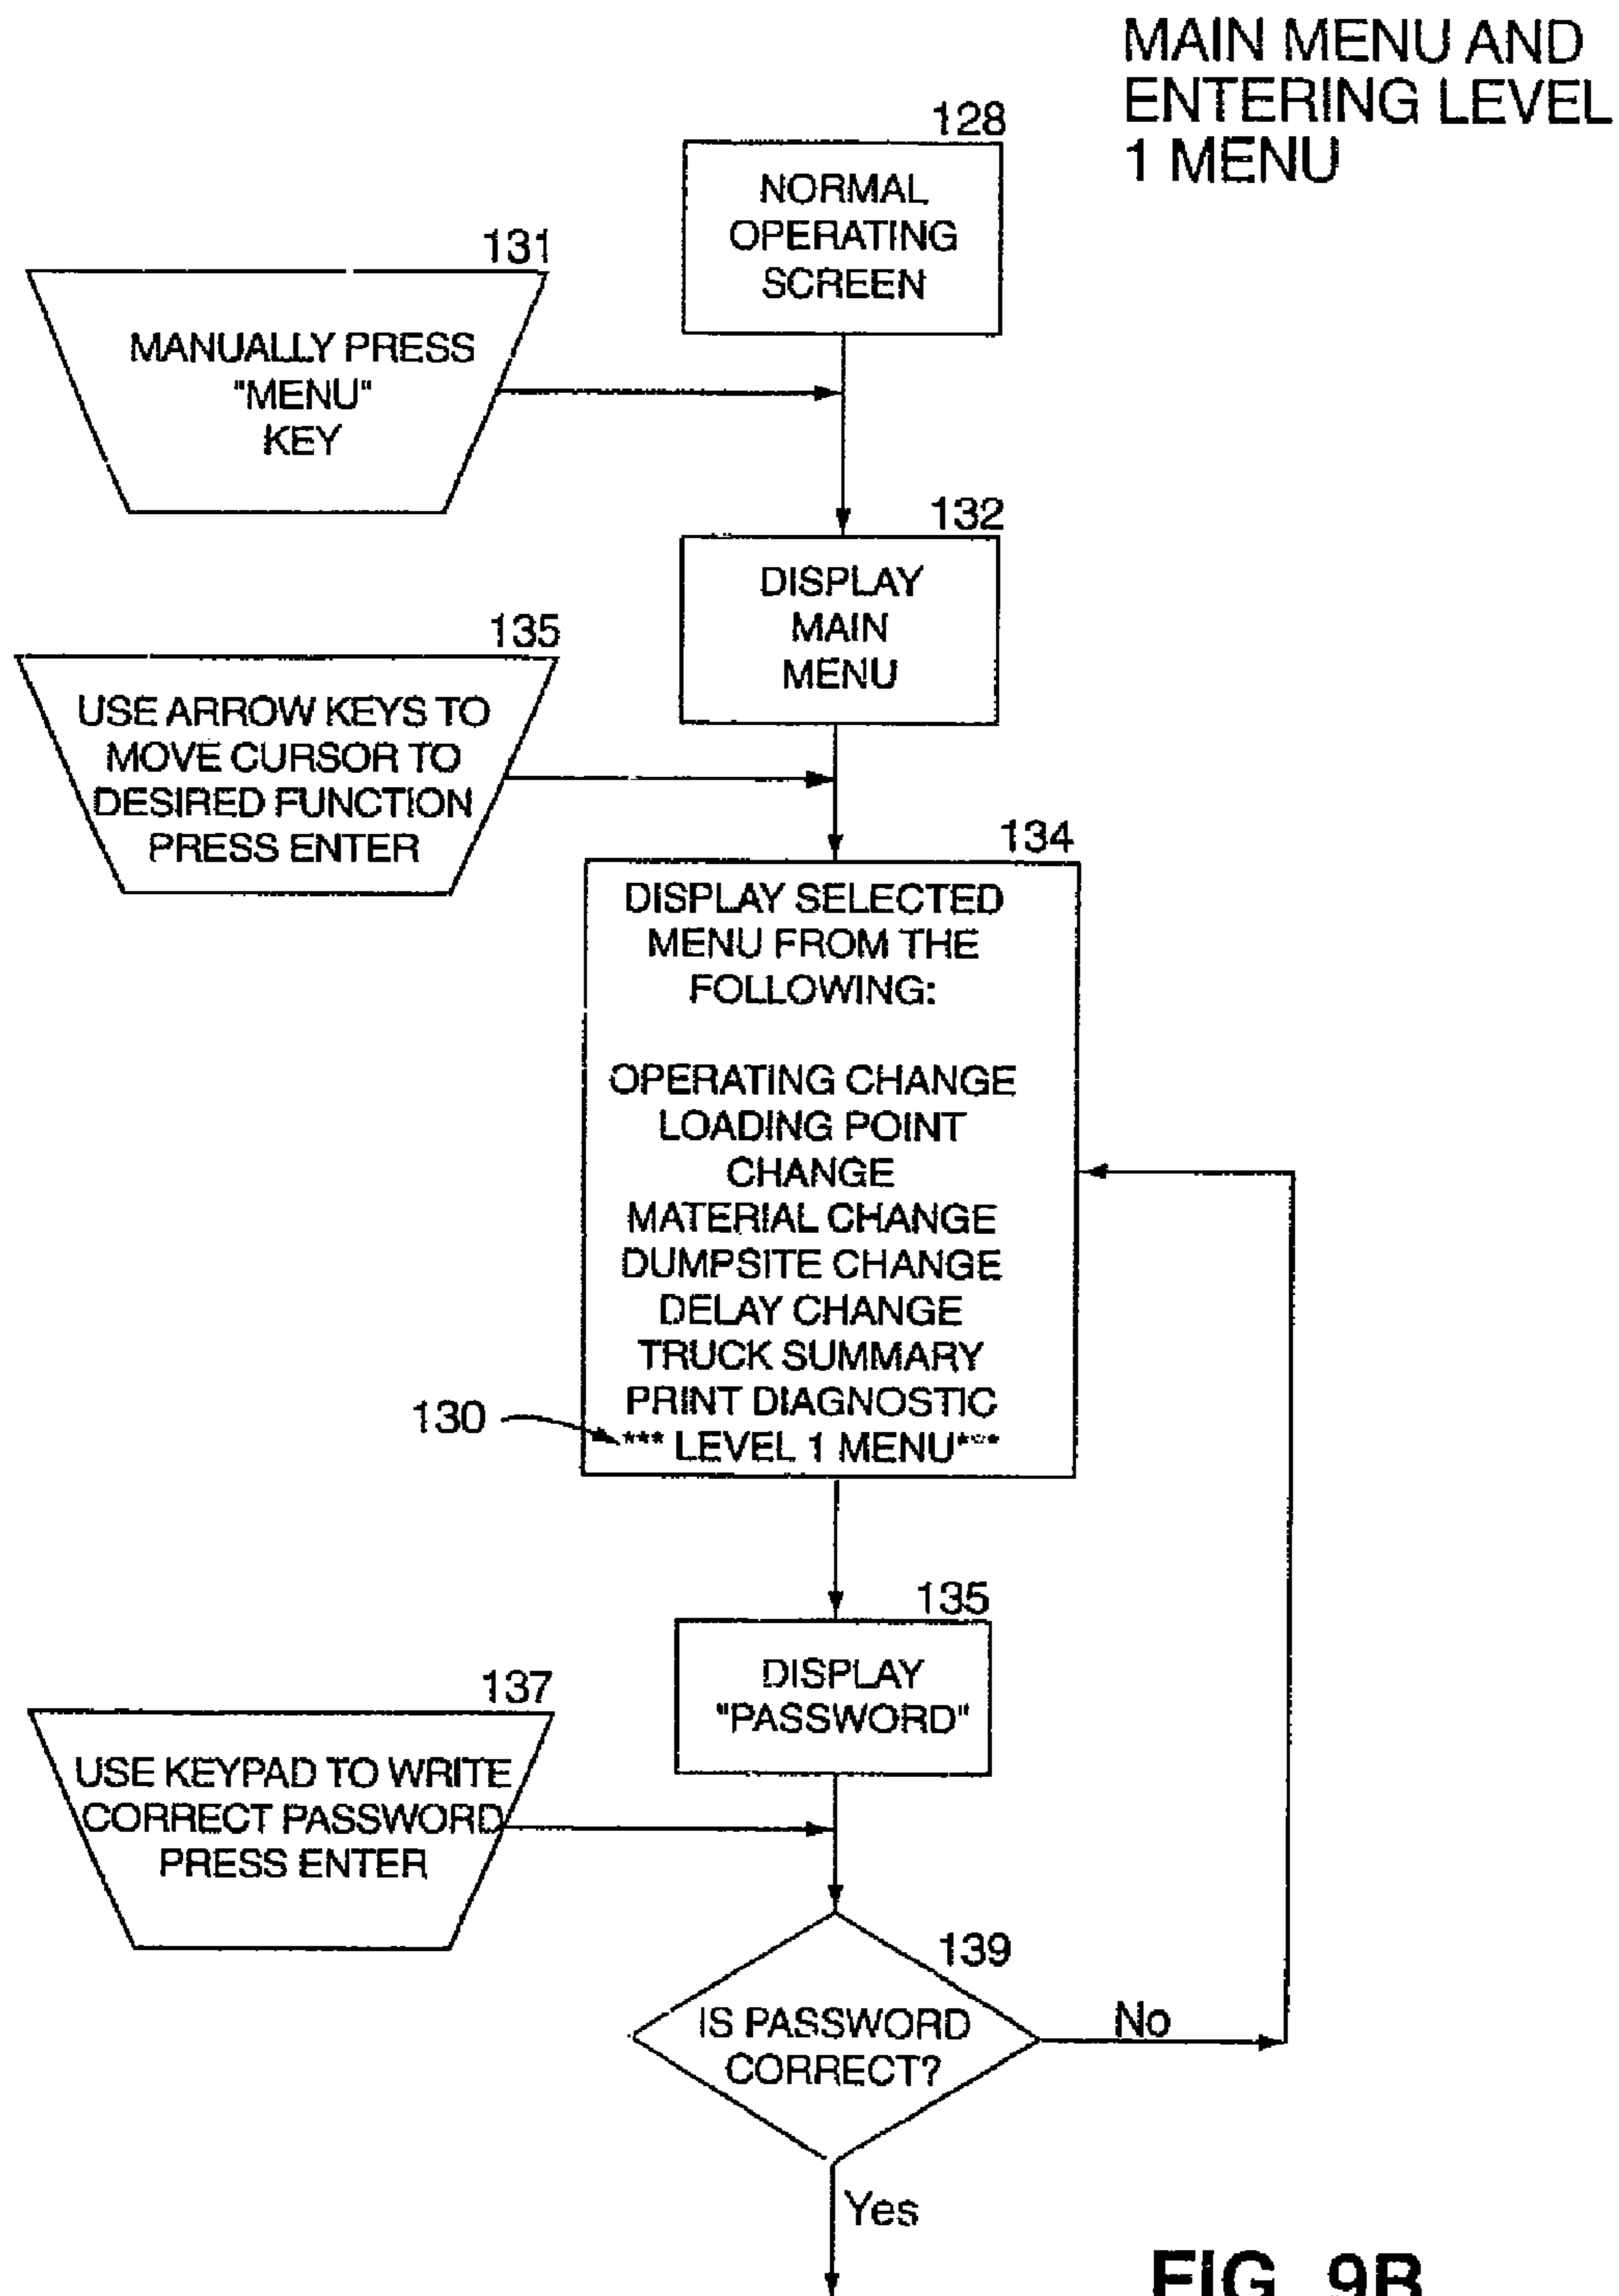 MAIN MENU AND
ENTERING LEVEL
1 MENU
128
NORMAL
OPERATING
SCREEN
131
MANUALLY PRESS
"MENU"
KEY
132
DISPLAY
MAIN
MENU
135
USE ARROW KEYS TO
MOVE CURSOR TO
DESIRED FUNCTION
PRESS ENTER
134
DISPLAY SELECTED
MENU FROM THE
FOLLOWING:
OPERATING CHANGE
LOADING POINT
CHANGE
MATERIAL CHANGE
DUMPSITE CHANGE
DELAY CHANGE
TRUCK SUMMARY
PRINT DIAGNOSTIC
130
*** LEVEL 1 MENU***
135
DISPLAY
"PASSWORD"
137
USE KEYPAD TO WRITE
CORRECT PASSWORD
PRESS ENTER
139
IS PASSWORD
CORRECT?
No
Yes
FIG. 9B